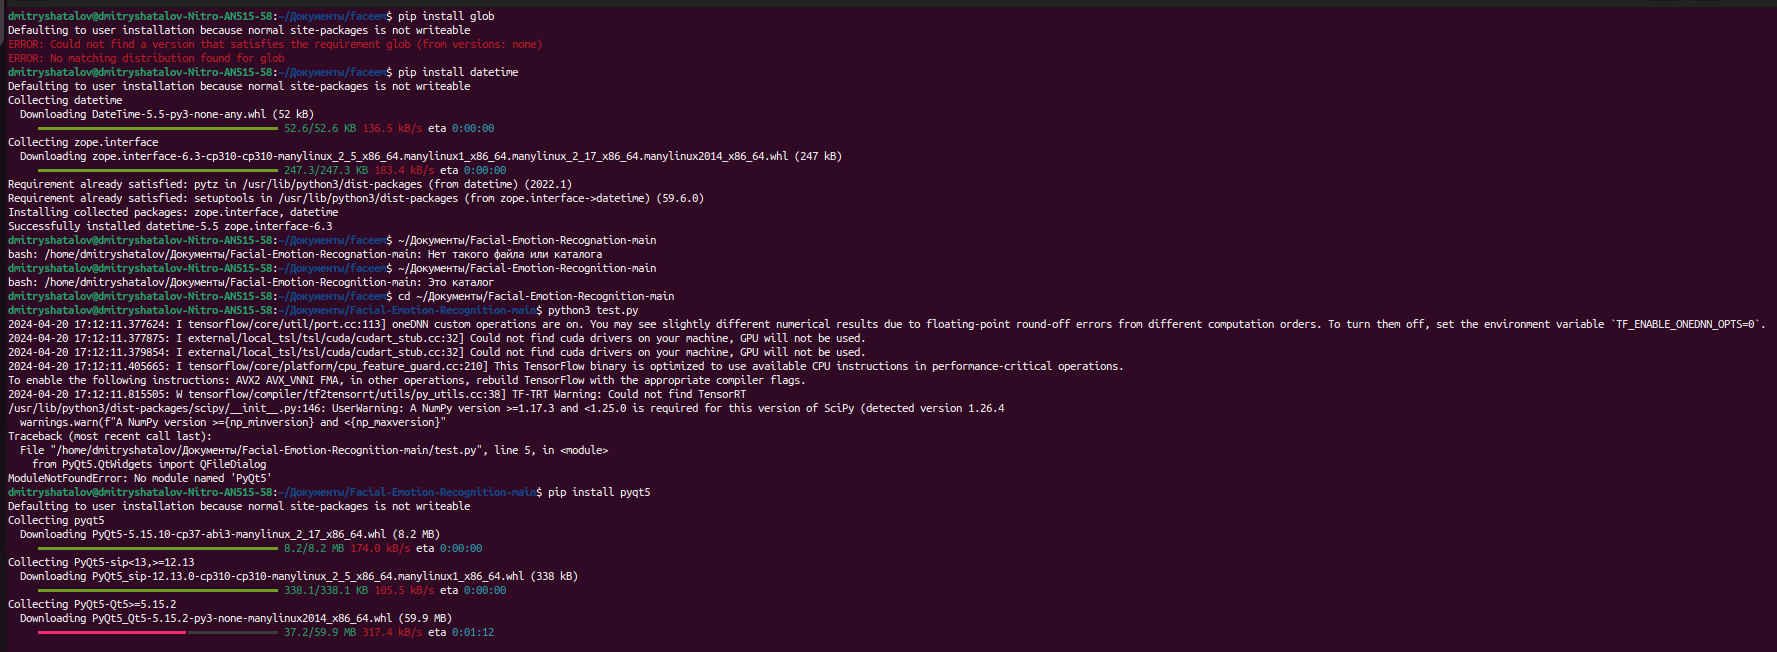 dmitryshatalov@dmitryshatalov-Nitro-AN515-58:~/Документы/faceem$ pip install glob
Defaulting to user installation because normal site-packages is not writeable
ERROR: Could not find a version that satisfies the requirement glob (from versions: none)
ERROR: No matching distribution found for glob
dmitryshatalov@dmitryshatalov-Nitro-AN515-58:~/Документы/faceem$ pip install datetime
Defaulting to user installation because normal site-packages is not writeable
Collecting datetime
  Downloading DateTime-5.5-py3-none-any.whl (52 kB)
52.6/52.6 KB 136.5 kB/s eta 0:00:00
Collecting zope.interface
  Downloading zope.interface-6.3-cp310-cp310-manylinux_2_5_x86_64.manylinux1_x86_64.manylinux_2_17_x86_64.manylinux2014_x86_64.whl (247 kB)
247.3/247.3 KB 183.4 kB/s eta 0:00:00
Requirement already satisfied: pytz in /usr/lib/python3/dist-packages (from datetime) (2022.1)
Requirement already satisfied: setuptools in /usr/lib/python3/dist-packages (from zope.interface->datetime) (59.6.0)
Installing collected packages: zope.interface, datetime
Successfully installed datetime-5.5 zope.interface-6.3
dmitryshatalov@dmitryshatalov-Nitro-AN515-58:~/Документы/faceem$ ~/Документы/Facial-Emotion-Recognation-main
bash: /home/dmitryshatalov/Документы/Facial-Emotion-Recognation-main: Нет такого файла или каталога
dmitryshatalov@dmitryshatalov-Nitro-AN515-58:~/Документы/faceem$ ~/Документы/Facial-Emotion-Recognition-main
bash: /home/dmitryshatalov/Документы/Facial-Emotion-Recognition-main: Это каталог
dmitryshatalov@dmitryshatalov-Nitro-AN515-58:~/Документы/faceem$ cd ~/Документы/Facial-Emotion-Recognition-main
dmitryshatalov@dmitryshatalov-Nitro-AN515-58:~/Документы/Facial-Emotion-Recognition-main$ python3 test.py
2024-04-20 17:12:11.377624: I tensorflow/core/util/port.cc:113] oneDNN custom operations are on. You may see slightly different numerical results due to floating-point round-off errors from different computation orders. To turn them off, set the environment variable `TF_ENABLE_ONEDNN_OPTS=0`.
2024-04-20 17:12:11.377875: I external/local_tsl/tsl/cuda/cudart_stub.cc:32] Could not find cuda drivers on your machine, GPU will not be used.
2024-04-20 17:12:11.379854: I external/local_tsl/tsl/cuda/cudart_stub.cc:32] Could not find cuda drivers on your machine, GPU will not be used.
2024-04-20 17:12:11.405665: I tensorflow/core/platform/cpu_feature_guard.cc:210] This TensorFlow binary is optimized to use available CPU instructions in performance-critical operations.
To enable the following instructions: AVX2 AVX_VNNI FMA, in other operations, rebuild TensorFlow with the appropriate compiler flags.
2024-04-20 17:12:11.815505: W tensorflow/compiler/tf2tensorrt/utils/py_utils.cc:38] TF-TRT Warning: Could not find TensorRT
/usr/lib/python3/dist-packages/scipy/__init__.py:146: UserWarning: A NumPy version >=1.17.3 and <1.25.0 is required for this version of SciPy (detected version 1.26.4
  warnings.warn(f"A NumPy version >={np_minversion} and <{np_maxversion}"
Traceback (most recent call last):
  File "/home/dmitryshatalov/Документы/Facial-Emotion-Recognition-main/test.py", line 5, in <module>
    from PyQt5.QtWidgets import QFileDialog
ModuleNotFoundError: No module named 'PyQt5'
dmitryshatalov@dmitryshatalov-Nitro-AN515-58:~/Документы/Facial-Emotion-Recognition-main$ pip install pyqt5
Defaulting to user installation because normal site-packages is not writeable
Collecting pyqt5
  Downloading PyQt5-5.15.10-cp37-abi3-manylinux_2_17_x86_64.whl (8.2 MB)
8.2/8.2 MB 174.0 kB/s eta 0:00:00
Collecting PyQt5-sip<13,>=12.13
  Downloading PyQt5_sip-12.13.0-cp310-cp310-manylinux_2_5_x86_64.manylinux1_x86_64.whl (338 kB)
338.1/338.1 KB 105.5 kB/s eta 0:00:00
Collecting PyQt5-Qt5>=5.15.2
  Downloading PyQt5_Qt5-5.15.2-py3-none-manylinux2014_x86_64.whl (59.9 MB)
37.2/59.9 MB 317.4 kB/s eta 0:01:12